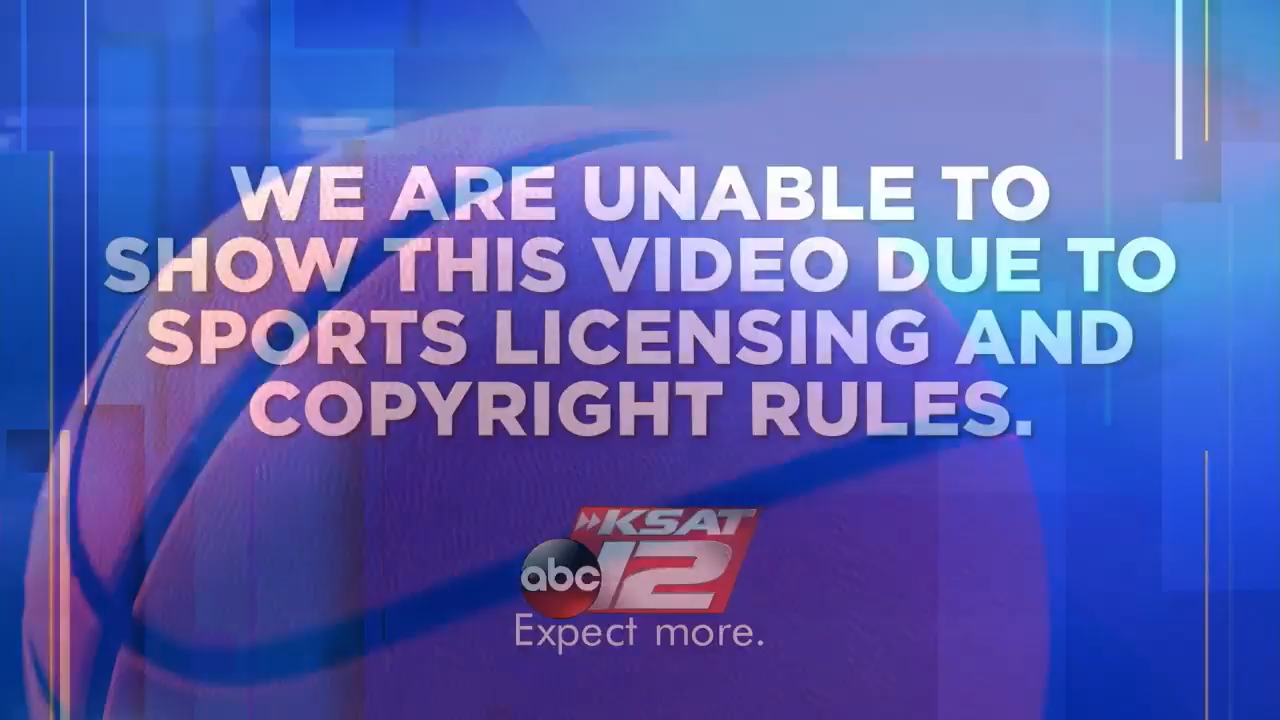 WE ARE UNABLE TO
SHOW THIS VIDEO DUE TO
SPORTS LICENSING AND
COPYRIGHT RULES.
KSAT
abc 12
Expect more.